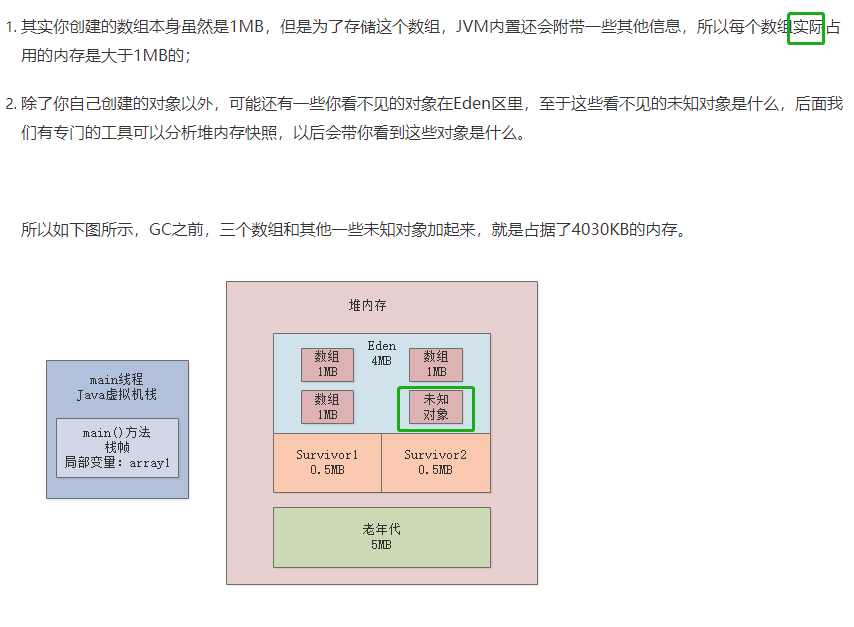 1. 其实你创建的数组本身虽然是1MB，但是为了存储这个数组，JVM内置还会附带一些其他信息，所以每个数组实际占
用的内存是大于1MB的；
2. 除了你自己创建的对象以外，可能还有一些你看不见的对象在Eden区里，至于这些看不见的未知对象是什么，后面我
们有专门的工具可以分析堆内存快照，以后会带你看到这些对象是什么。
所以如下图所示，GC之前，三个数组和其他一些未知对象加起来，就是占据了4030KB的内存。
堆内存
Eden
4MB
数组
1MB
数组
1MB
数组
1MB
未知
对象
main线程
Java虚拟机栈
main()方法
栈帧
局部变量：array1
Survivor1
0.5MB
Survivor2
0.5MB
老年代
5MB